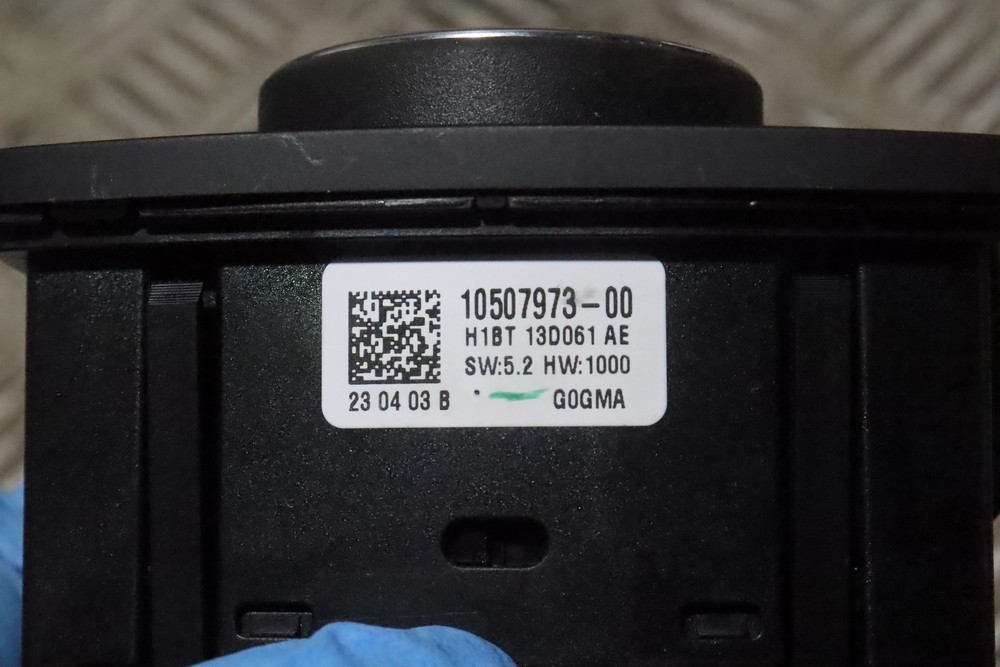 10507973-00
H1BT 13D061 AE
SW:5.2 HW:1000
23 04 03 B G0GMA